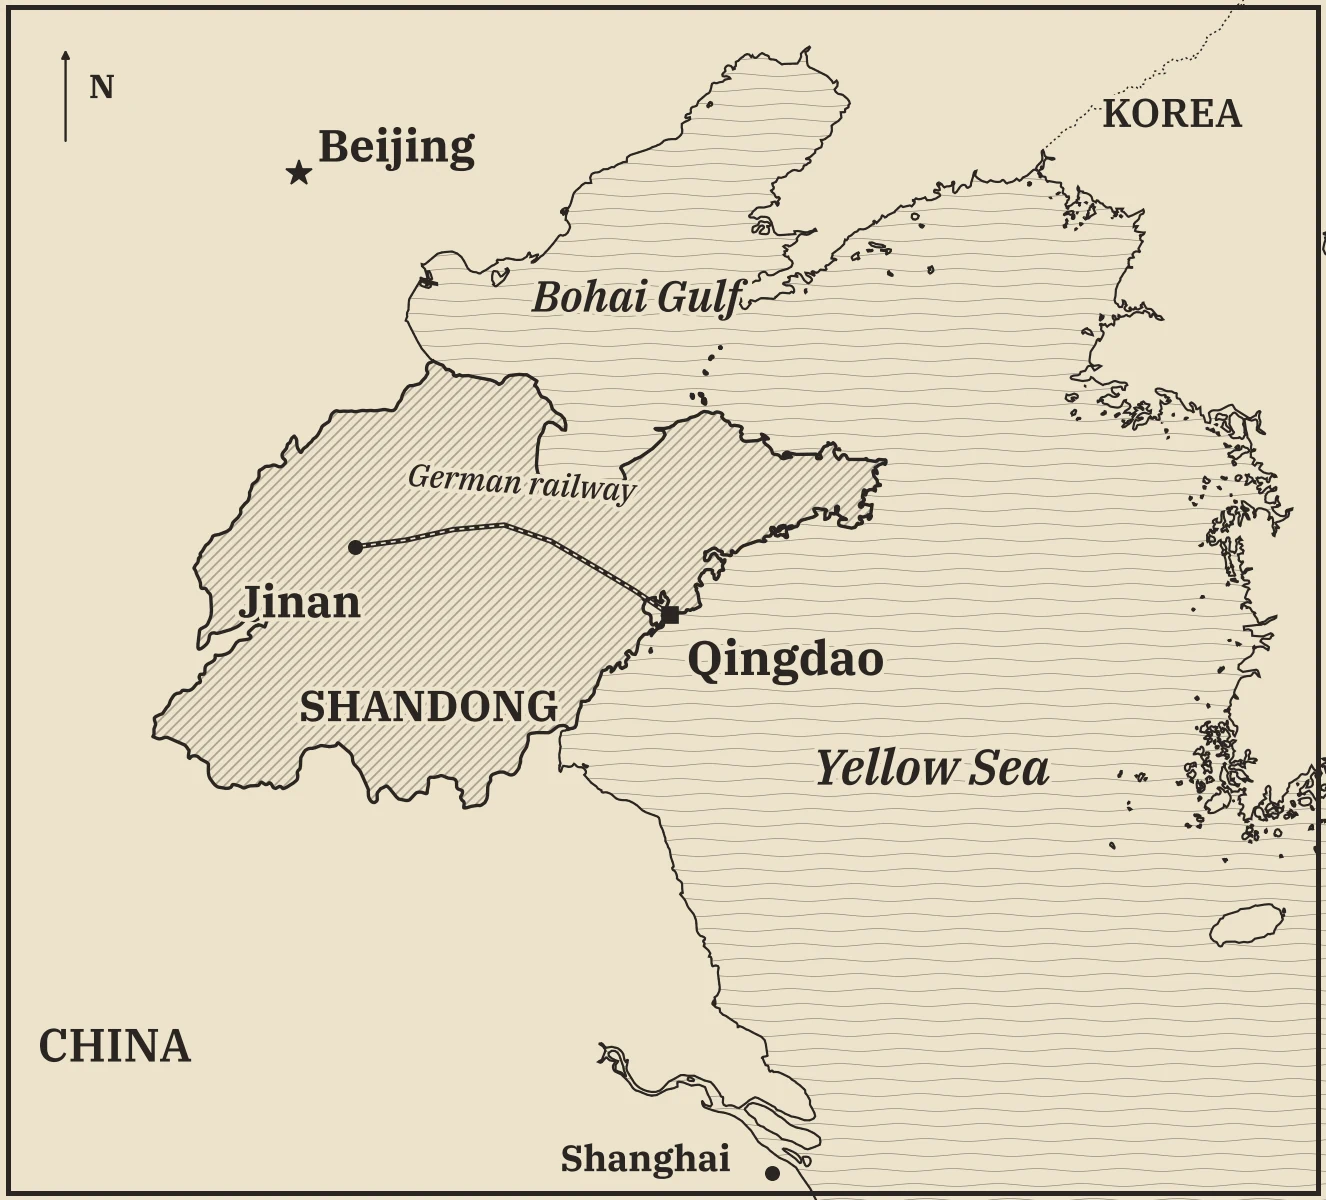 N
KOREA
Beijing
Bohai Gulf
German railway
Jinan
Qingdao
SHANDONG
Yellow Sea
CHINA
Shanghai